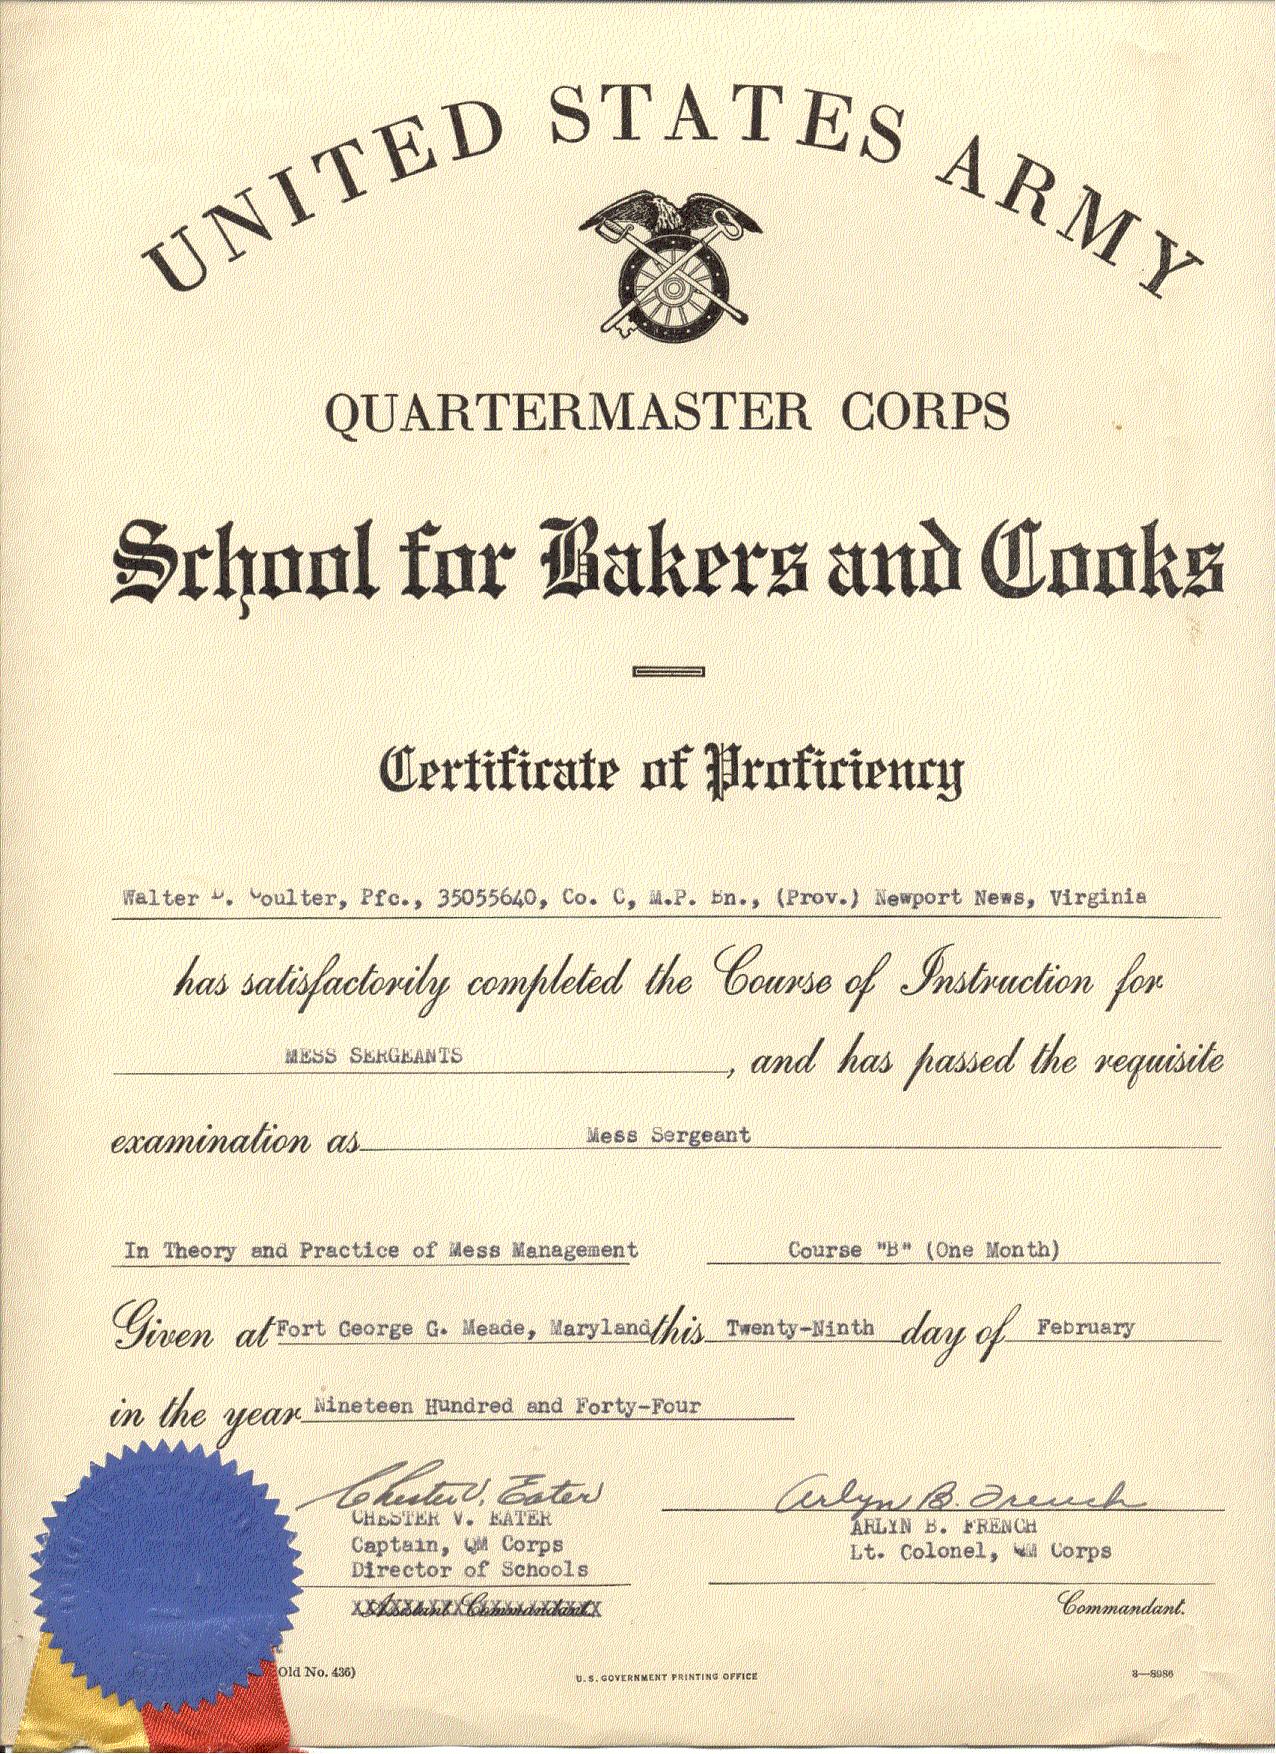 UNITED STATES ARMY
QUARTERMASTER CORPS
School for Bakers and Cooks
Certificate of Proficiency
Walter D. Coulter, Pfc., 35055640, Co. C, M.P. Bn., (Prov.) Newport News, Virginia
has satisfactorily completed the Course of Instruction for
MESS SERGEANTS, and has passed the requisite
examination as Mess Sergeant
In Theory and Practice of Mess Management Course "B" (One Month)
Given at Fort George G. Meade, Maryland this Twenty-Ninth day of February
in the year Nineteen Hundred and Forty-Four
Chester V. Eater Arlyn B. French
CHESTER V. EATER ARLYN B. FRENCH
Captain, QM Corps Lt. Colonel, QM Corps
Director of Schools
Assistant Commandant. Commandant.
Old No. 436) U. S. GOVERNMENT PRINTING OFFICE 3—8986